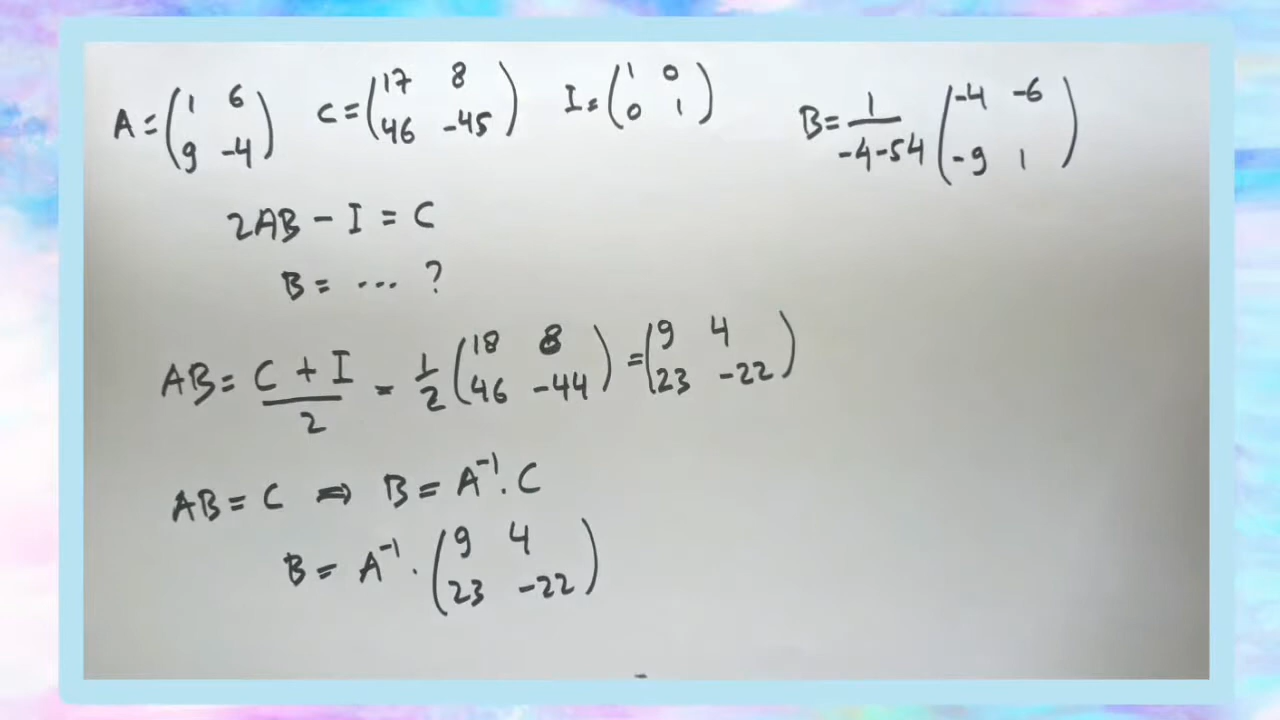 A = (1 6
9 -4) C = (17 8
46 -45) I = (1 0
0 1)
2AB - I = C
B = ... ?
AB = C + I / 2 = 1/2 (18 8
46 -44) = (9 4
23 -22)
AB = C ⇒ B = A⁻¹ . C
B = A⁻¹ . (9 4
23 -22)
B = 1 / -4-54 (-4 -6
-9 1)